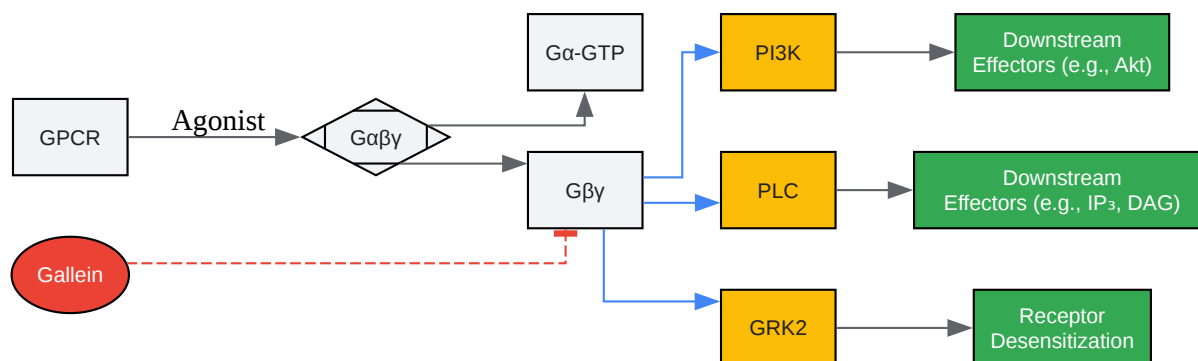 GPCR
Agonist
Gαβγ
Gα-GTP
Gβγ
Gallein
PI3K
Downstream
Effectors (e.g., Akt)
PLC
Downstream
Effectors (e.g., IP₃, DAG)
GRK2
Receptor
Desensitization